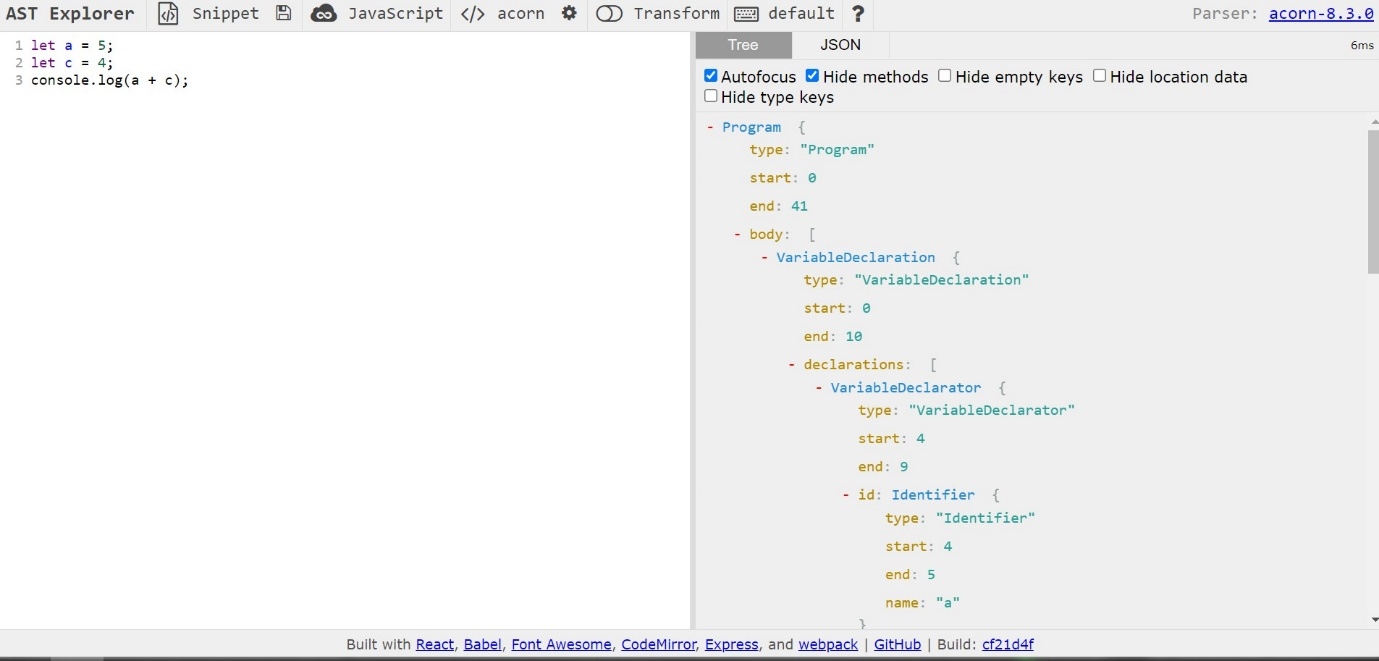 AST Explorer Snippet JavaScript </> acorn Transform default ? Parser: acorn-8.3.0
1 let a = 5;
2 let c = 4;
3 console.log(a + c);
Tree JSON 6ms
Autofocus Hide methods Hide empty keys Hide location data
Hide type keys
- Program {
type: "Program"
start: 0
end: 41
- body: [
- VariableDeclaration {
type: "VariableDeclaration"
start: 0
end: 10
- declarations: [
- VariableDeclarator {
type: "VariableDeclarator"
start: 4
end: 9
- id: Identifier {
type: "Identifier"
start: 4
end: 5
name: "a"
}
Built with React, Babel, Font Awesome, CodeMirror, Express, and webpack | GitHub | Build: cf21d4f